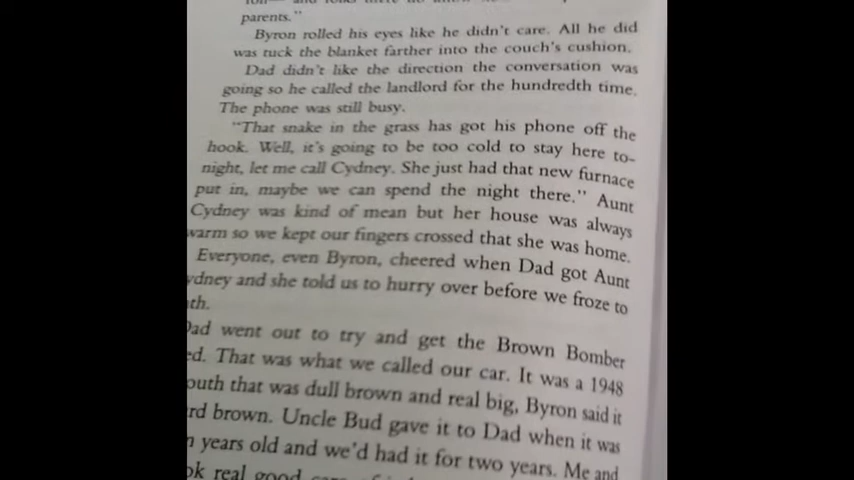 parents."
Byron rolled his eyes like he didn't care. All he did
was tuck the blanket farther into the couch's cushion.
Dad didn't like the direction the conversation was
going so he called the landlord for the hundredth time.
The phone was still busy.
"That snake in the grass has got his phone off the
hook. Well, it's going to be too cold to stay here to-
night, let me call Cydney. She just had that new furnace
put in, maybe we can spend the night there." Aunt
Cydney was kind of mean but her house was always
warm so we kept our fingers crossed that she was home.
Everyone, even Byron, cheered when Dad got Aunt
ydney and she told us to hurry over before we froze to
th.
Dad went out to try and get the Brown Bomber
ed. That was what we called our car. It was a 1948
outh that was dull brown and real big, Byron said it
rd brown. Uncle Bud gave it to Dad when it was
n years old and we'd had it for two years. Me and
ok real good care of